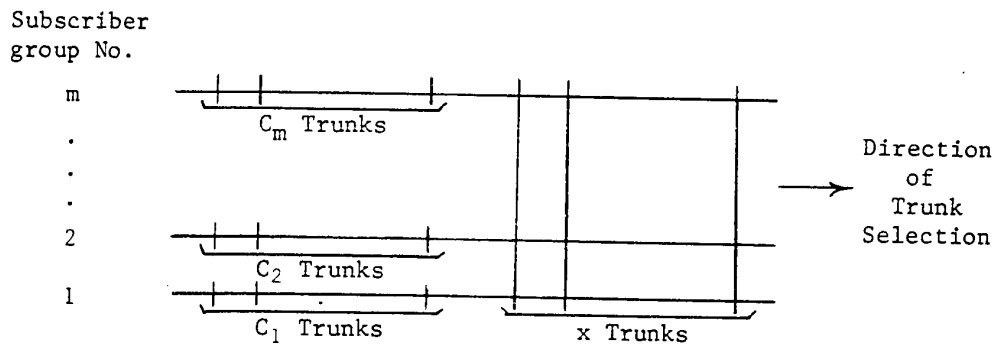 Subscriber
group No.
m
C_m Trunks
.
.
.
2
C_2 Trunks
1
C_1 Trunks
x Trunks
Direction
of
Trunk
Selection